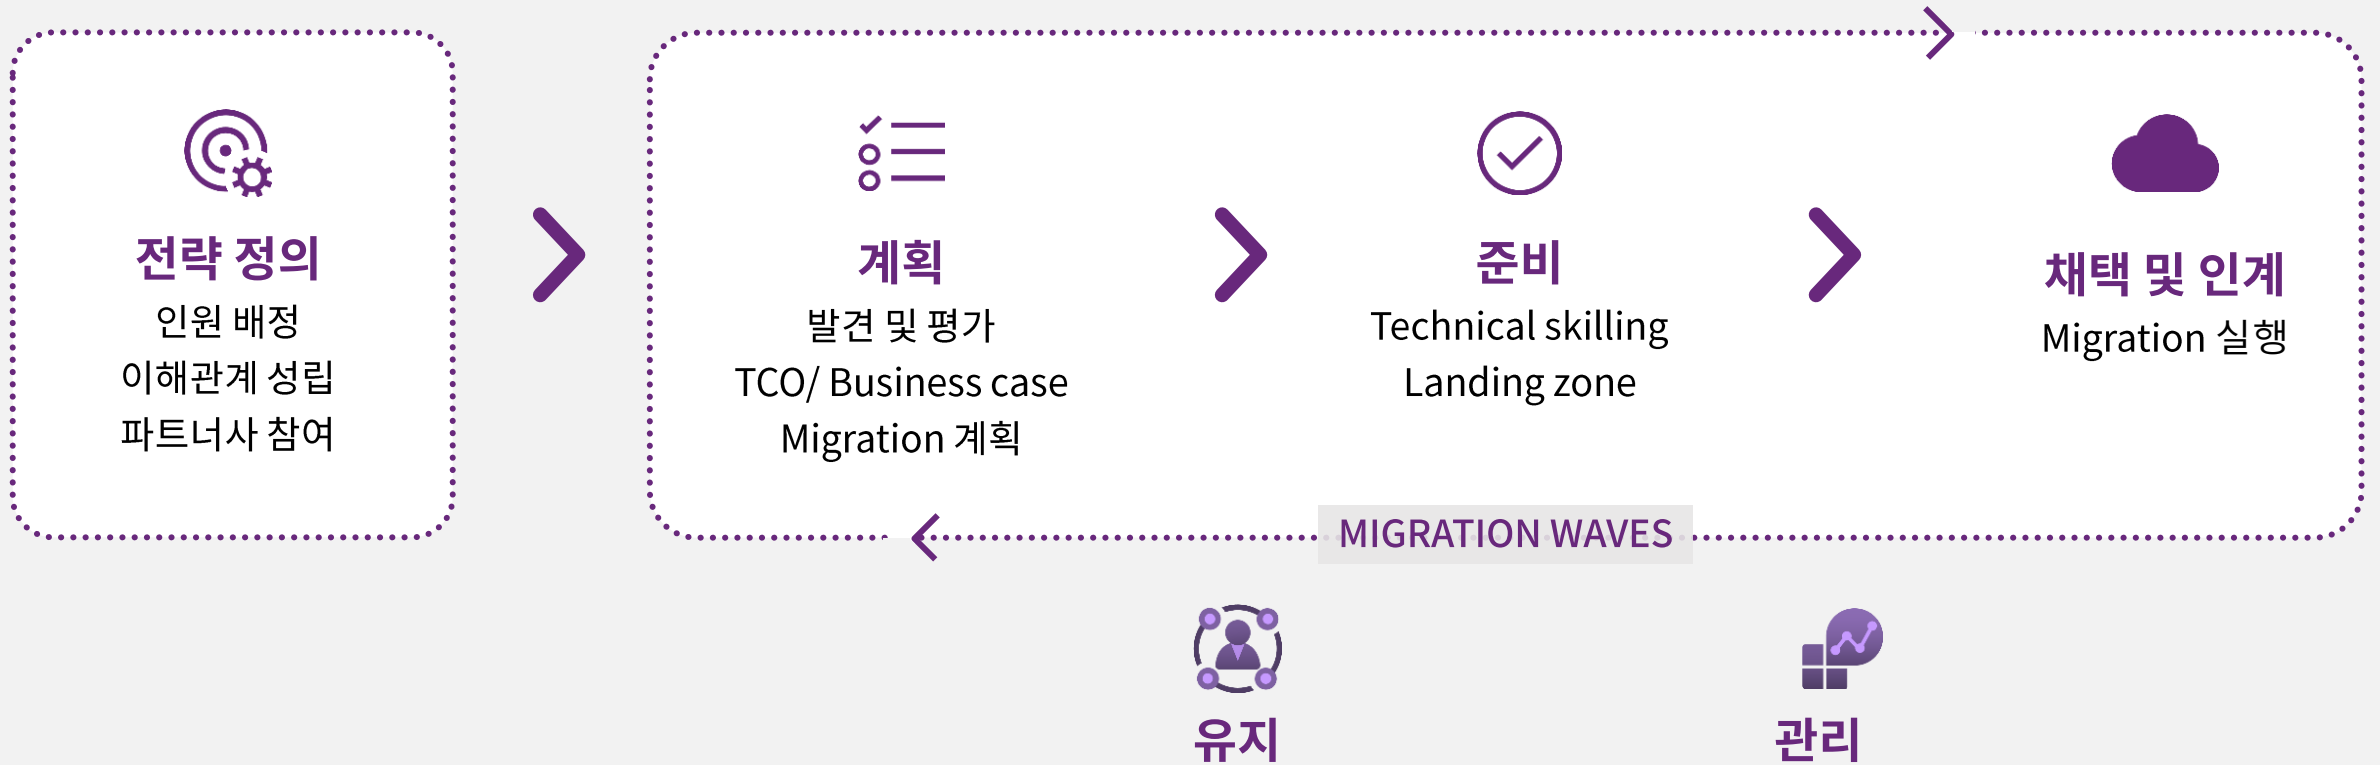 전략 정의
인원 배정
이해관계 성립
파트너사 참여
계획
발견 및 평가
TCO/ Business case
Migration 계획
준비
Technical skilling
Landing zone
채택 및 인계
Migration 실행
MIGRATION WAVES
유지
관리